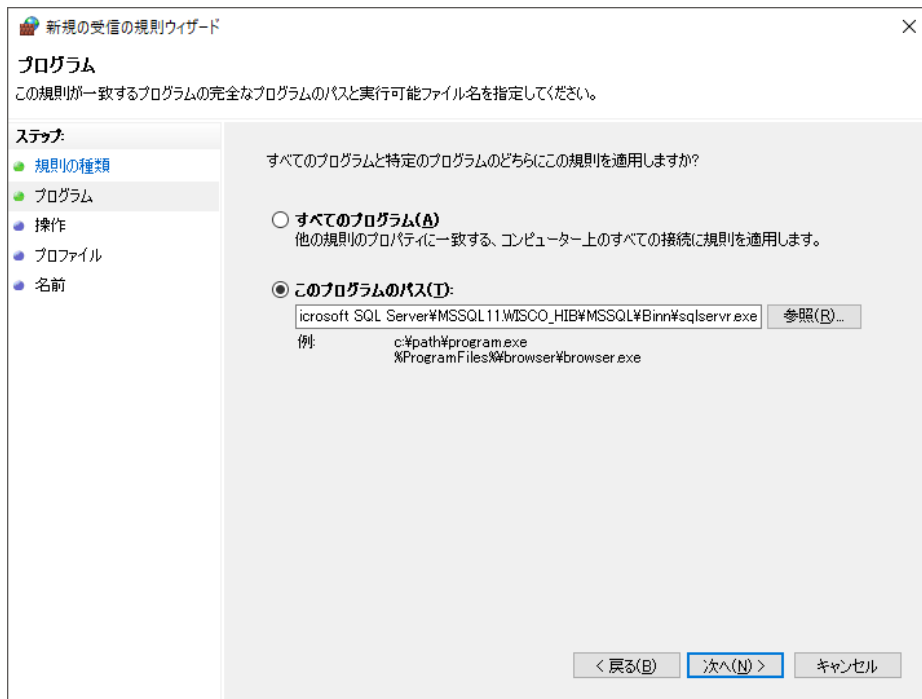 新規の受信の規則ウィザード
プログラム
この規則が一致するプログラムの完全なプログラムのパスと実行可能ファイル名を指定してください。
ステップ:
規則の種類
プログラム
操作
プロファイル
名前
すべてのプログラムと特定のプログラムのどちらにこの規則を適用しますか?
すべてのプログラム(A)
他の規則のプロパティに一致する、コンピューター上のすべての接続に規則を適用します。
このプログラムのパス(T):
icrosoft SQL Server¥MSSQL11.WISCO_HIB¥MSSQL¥Binn¥sqlservr.exe
参照(R)...
例:
c:¥path¥program.exe
%ProgramFiles%¥browser¥browser.exe
< 戻る(B)
次へ(N) >
キャンセル